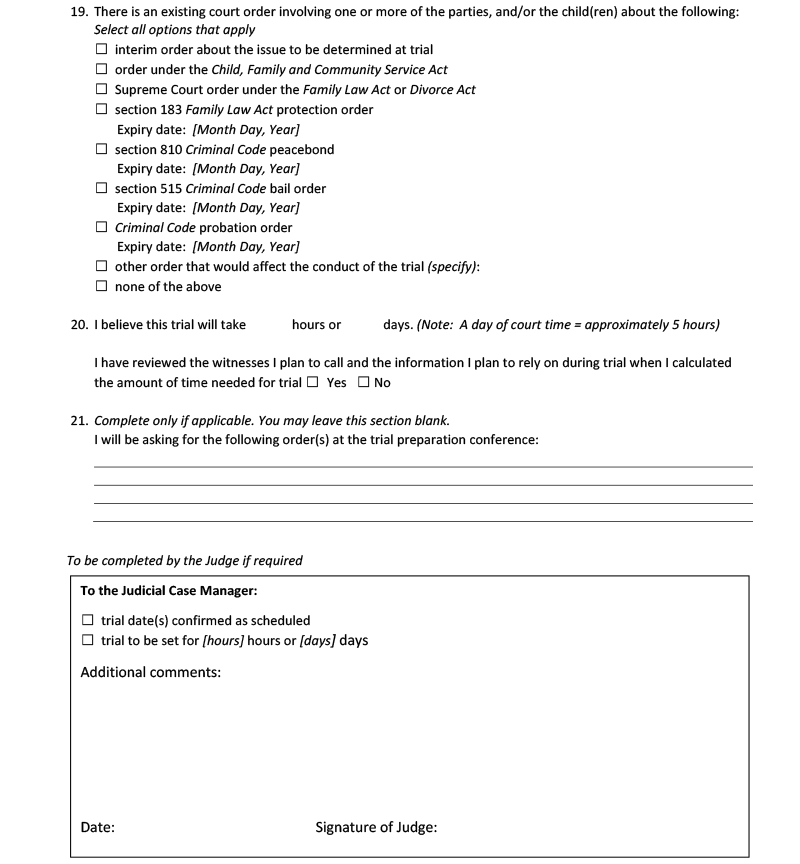 19. There is an existing court order involving one or more of the parties, and/or the child(ren) about the following:
Select all options that apply
☐ interim order about the issue to be determined at trial
☐ order under the Child, Family and Community Service Act
☐ Supreme Court order under the Family Law Act or Divorce Act
☐ section 183 Family Law Act protection order
Expiry date: [Month Day, Year]
☐ section 810 Criminal Code peacebond
Expiry date: [Month Day, Year]
☐ section 515 Criminal Code bail order
Expiry date: [Month Day, Year]
☐ Criminal Code probation order
Expiry date: [Month Day, Year]
☐ other order that would affect the conduct of the trial (specify):
☐ none of the above
20. I believe this trial will take hours or days. (Note: A day of court time = approximately 5 hours)
I have reviewed the witnesses I plan to call and the information I plan to rely on during trial when I calculated
the amount of time needed for trial ☐ Yes ☐ No
21. Complete only if applicable. You may leave this section blank.
I will be asking for the following order(s) at the trial preparation conference:
To be completed by the Judge if required
To the Judicial Case Manager:
☐ trial date(s) confirmed as scheduled
☐ trial to be set for [hours] hours or [days] days
Additional comments:
Date: Signature of Judge: